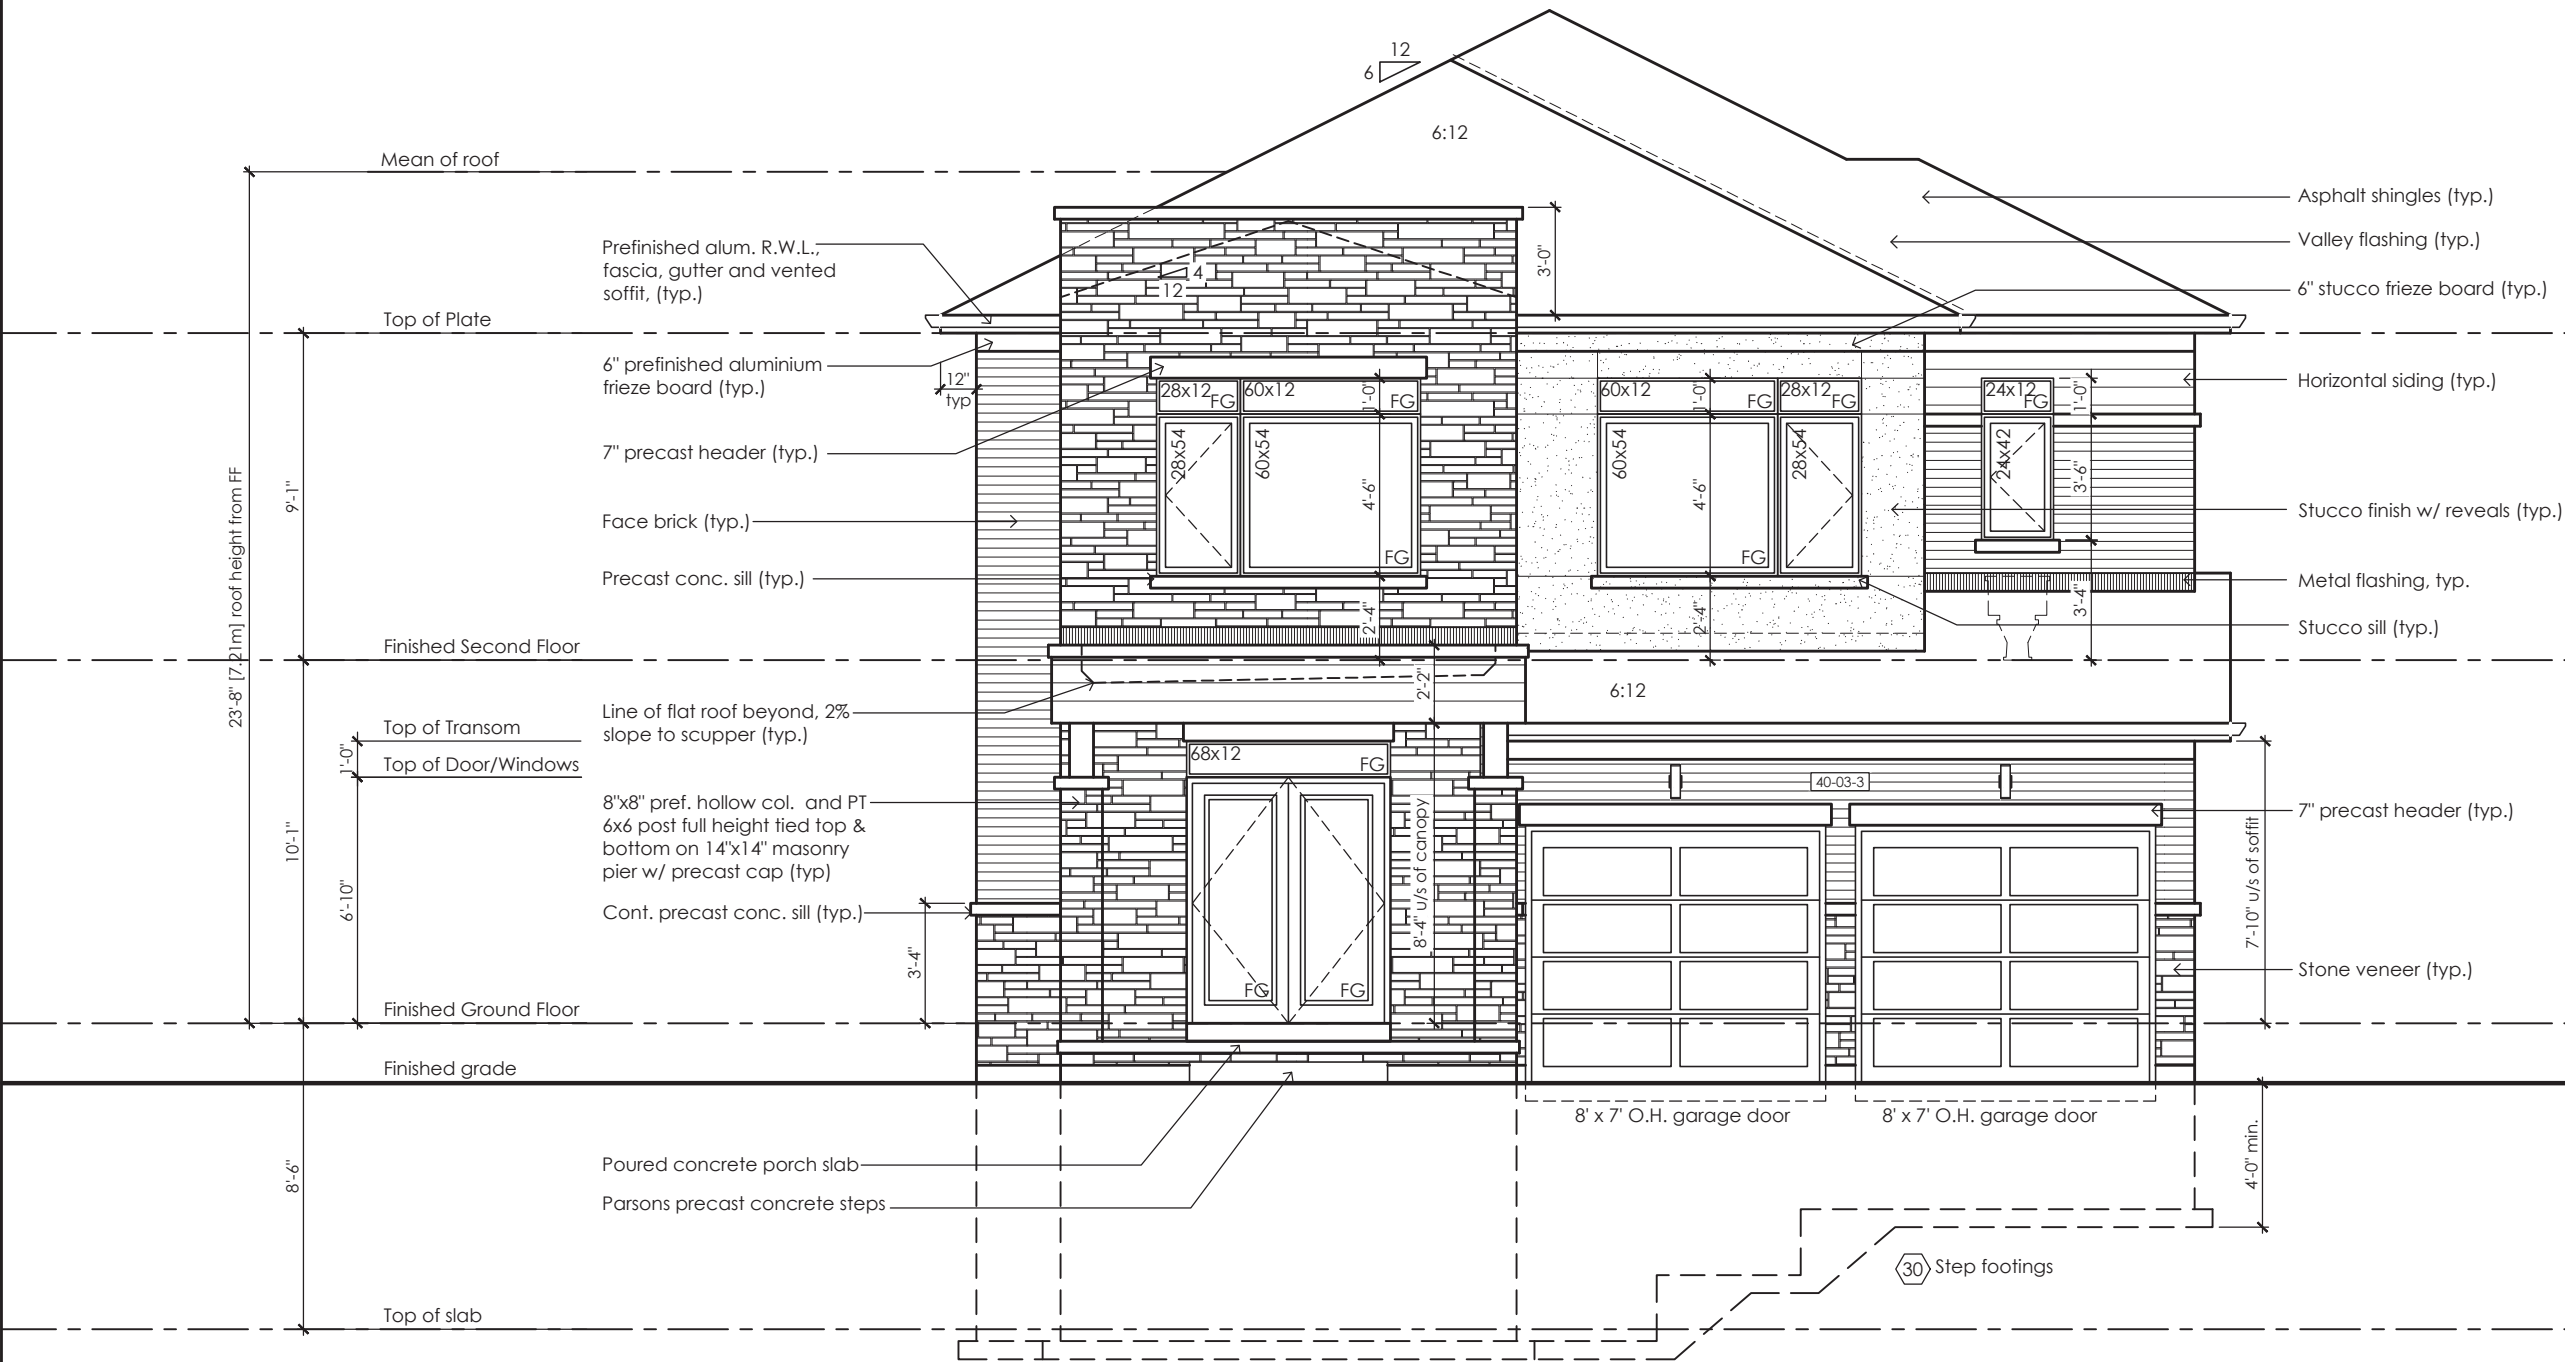 12
6
6:12
Mean of roof
Asphalt shingles (typ.)
Valley flashing (typ.)
6" stucco frieze board (typ.)
Prefinished alum. R.W.L.,
fascia, gutter and vented
soffit, (typ.)
3'-0"
4
12
Top of Plate
6" prefinished aluminium
frieze board (typ.)
12"
typ
28x12 FG
60x12 FG
1'-0"
60x12 FG
28x12 FG
1'-0"
24x12 FG
1'-0"
Horizontal siding (typ.)
7" precast header (typ.)
28x54
60x54
4'-6"
FG
60x54
4'-6"
FG
28x54
24x42
3'-6"
23'-8" [7.21m] roof height from FF
9'-1"
Face brick (typ.)
Stucco finish w/ reveals (typ.)
Precast conc. sill (typ.)
Metal flashing, typ.
2'-4"
2'-4"
3'-4"
Stucco sill (typ.)
Finished Second Floor
2'-2"
6:12
Line of flat roof beyond, 2%
slope to scupper (typ.)
Top of Transom
1'-0"
Top of Door/Windows
68x12
FG
40-03-3
8"x8" pref. hollow col. and PT
6x6 post full height tied top &
bottom on 14"x14" masonry
pier w/ precast cap (typ)
7" precast header (typ.)
10'-1"
6'-10"
8'-4" u/s of canopy
7'-10" u/s of soffit
Cont. precast conc. sill (typ.)
3'-4"
Stone veneer (typ.)
FG
FG
Finished Ground Floor
Finished grade
8' x 7' O.H. garage door
8' x 7' O.H. garage door
4'-0" min.
8'-6"
Poured concrete porch slab
Parsons precast concrete steps
30 Step footings
Top of slab